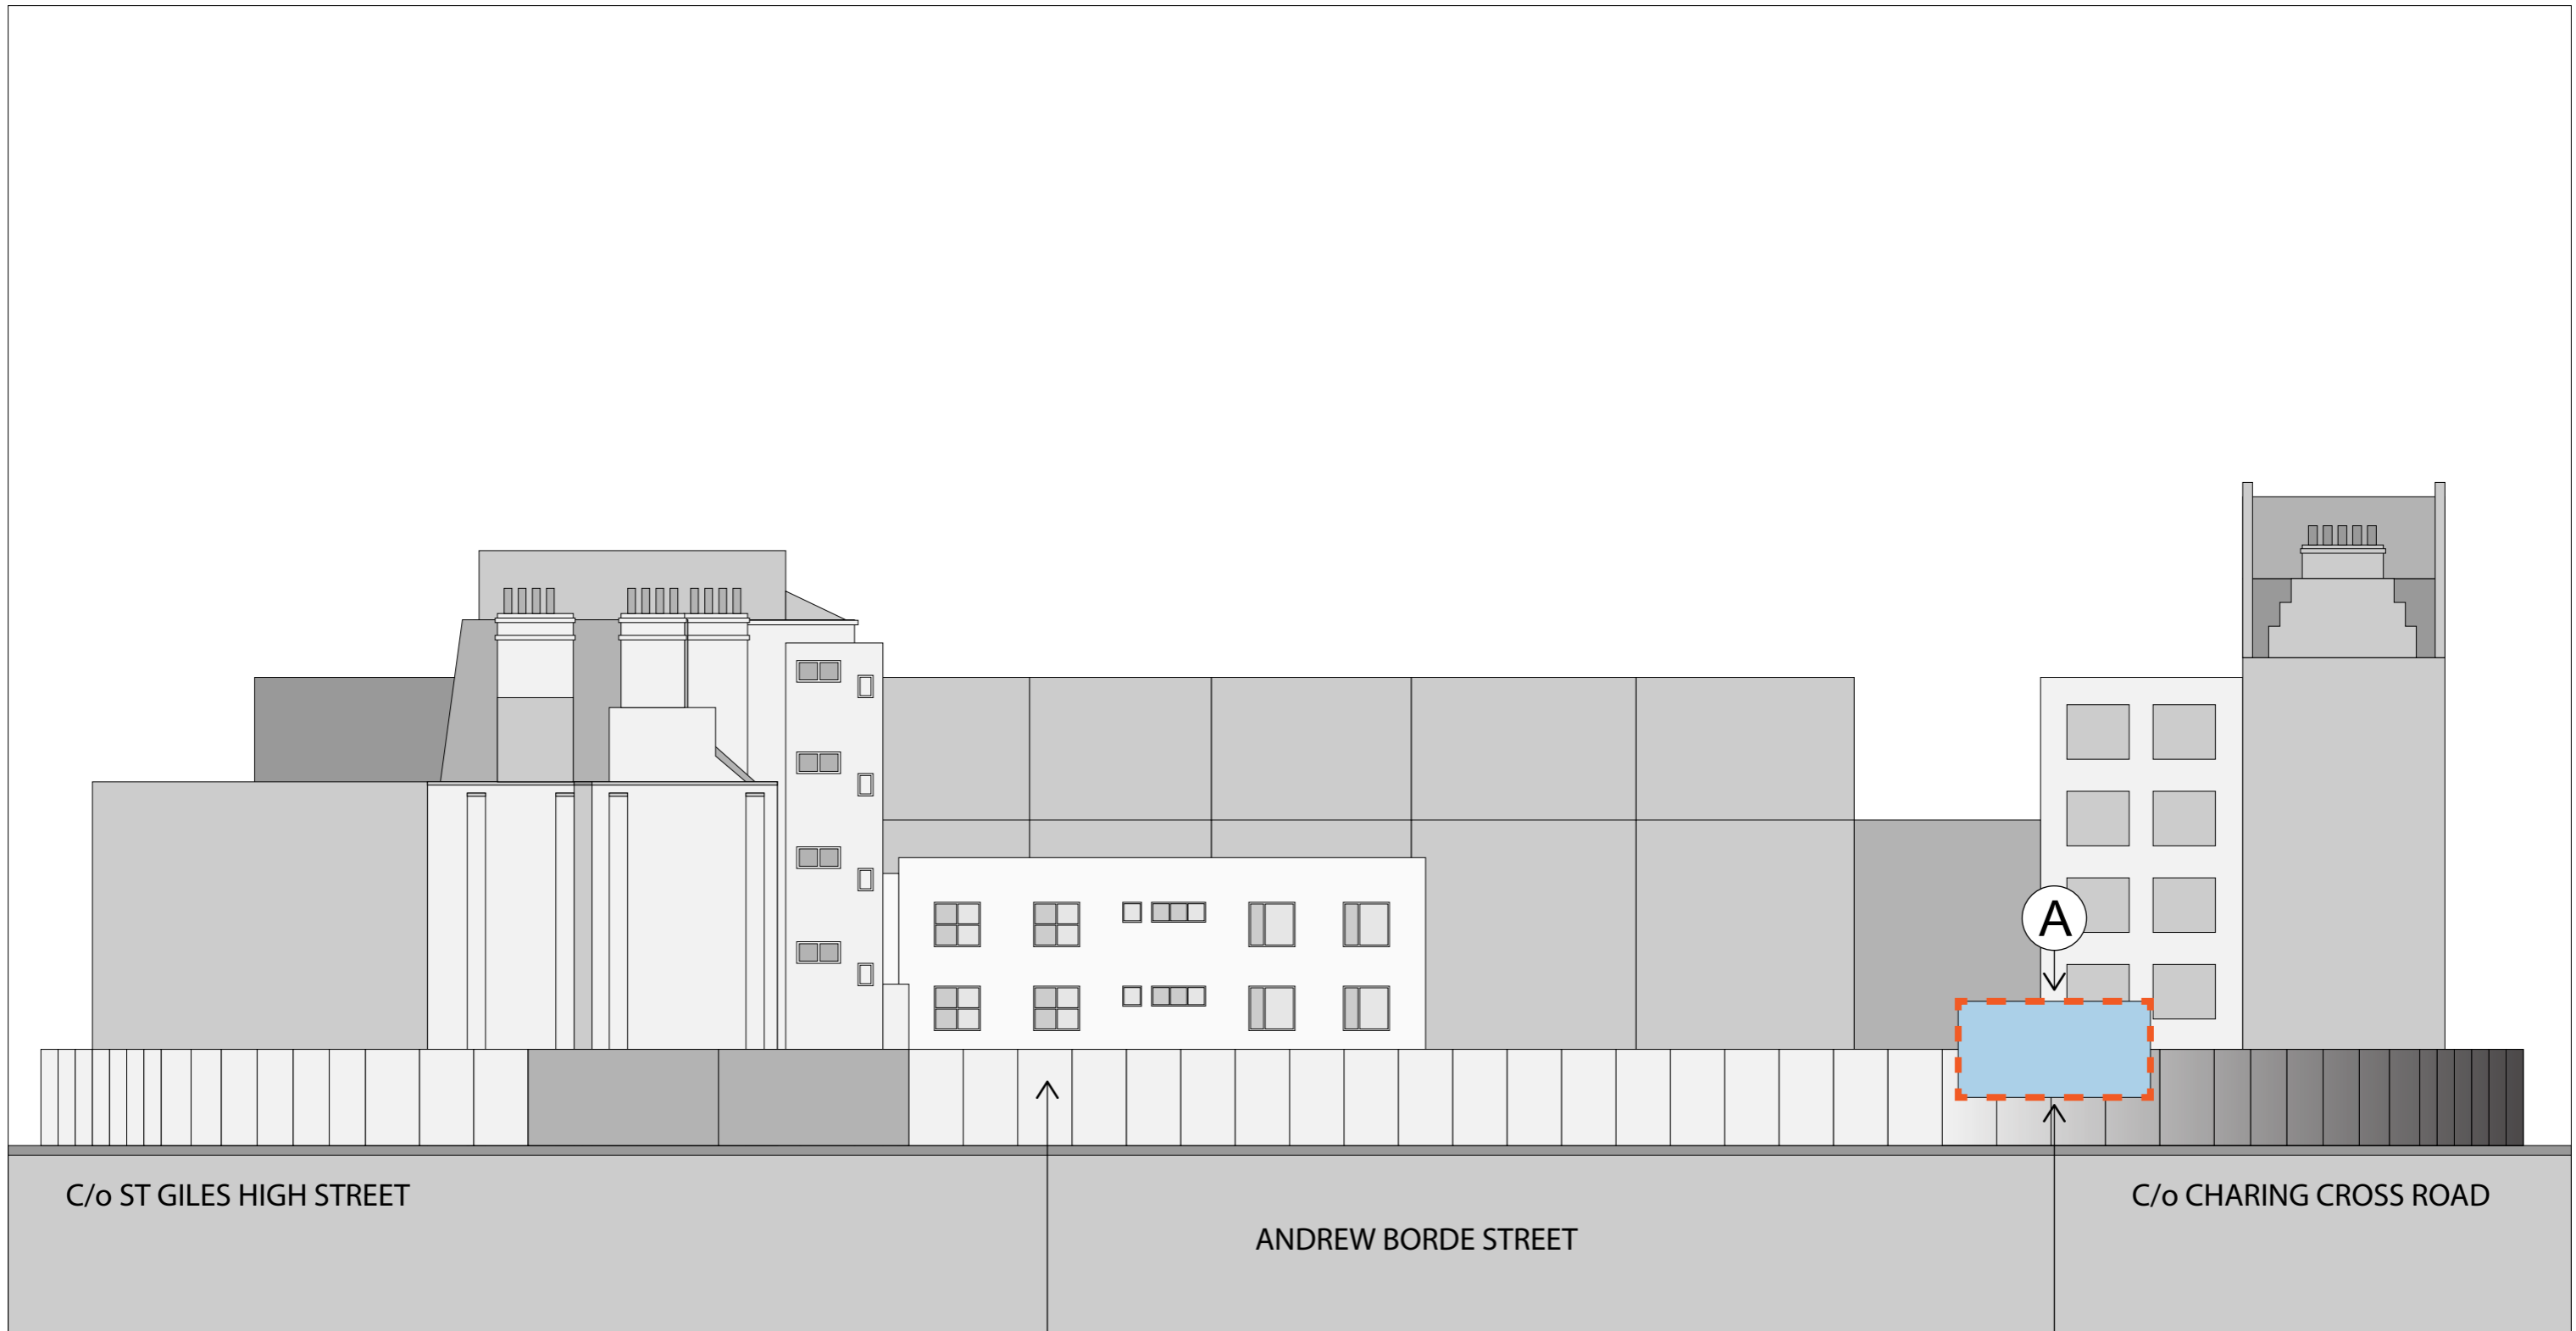 A
C/o ST GILES HIGH STREET
C/o CHARING CROSS ROAD
ANDREW BORDE STREET